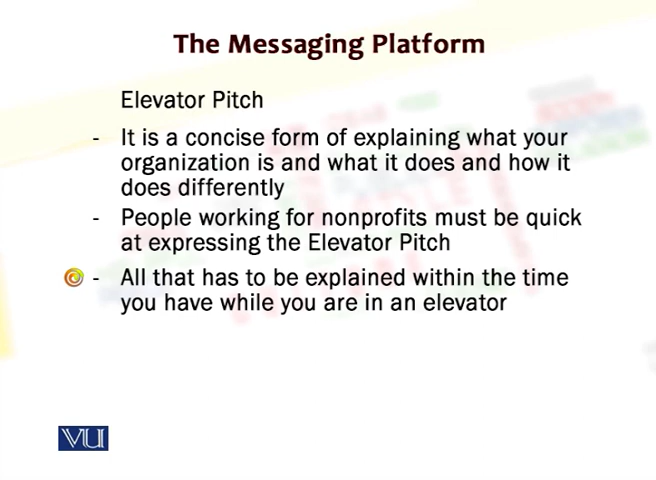 The Messaging Platform
Elevator Pitch
- It is a concise form of explaining what your
organization is and what it does and how it
does differently
- People working for nonprofits must be quick
at expressing the Elevator Pitch
- All that has to be explained within the time
you have while you are in an elevator
VU